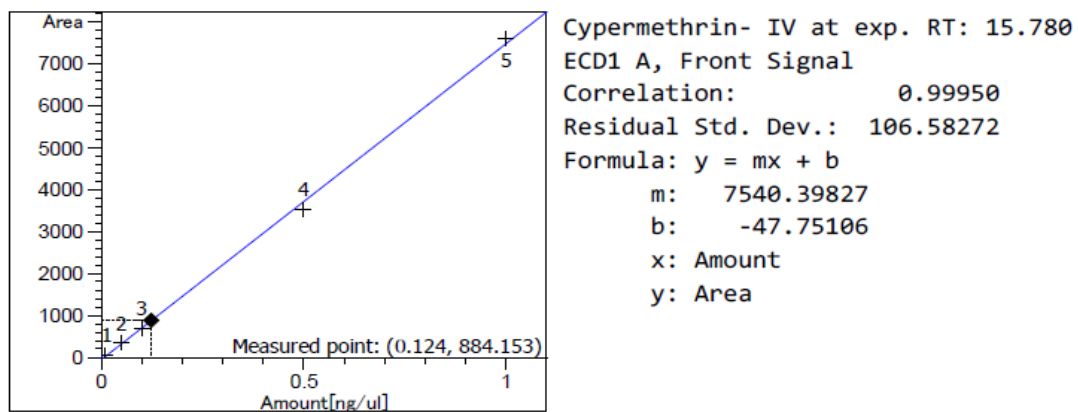 Area
7000
6000
5000
4000
3000
2000
1000
0
1
2
3
4
5
Measured point: (0.124, 884.153)
0
0.5
1
Amount[ng/ul]
Cypermethrin- IV at exp. RT: 15.780
ECD1 A, Front Signal
Correlation: 0.99950
Residual Std. Dev.: 106.58272
Formula: y = mx + b
m: 7540.39827
b: -47.75106
x: Amount
y: Area